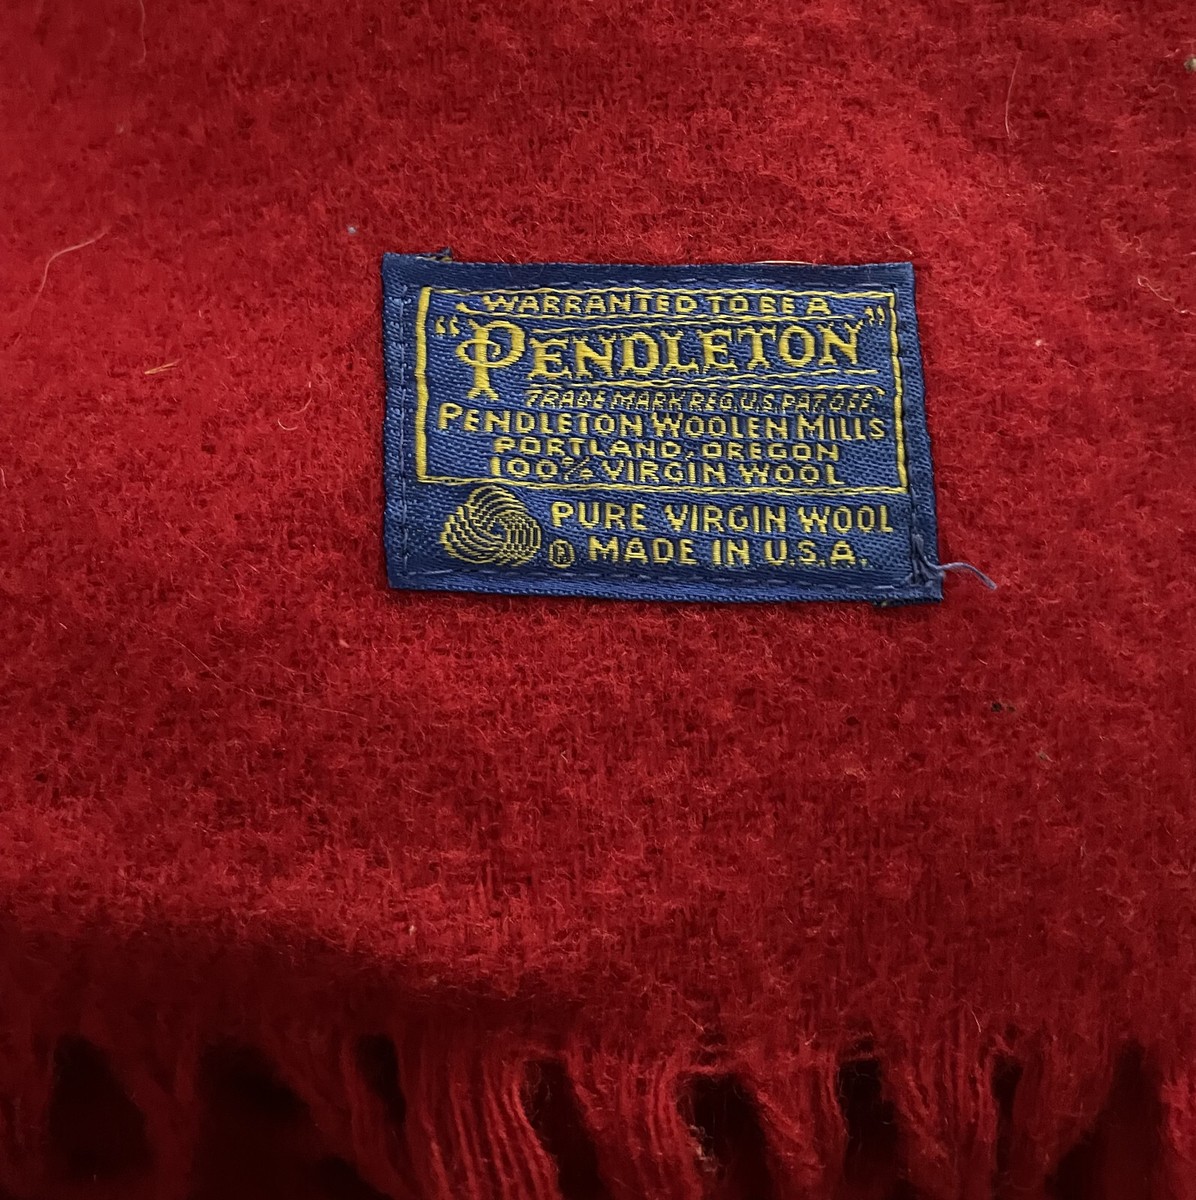 WARRANTED TO BE A
"PENDLETON"
TRADE MARK REG. U.S. PAT. OFF.
PENDLETON WOOLEN MILLS
PORTLAND, OREGON
100% VIRGIN WOOL
PURE VIRGIN WOOL
® MADE IN U.S.A.